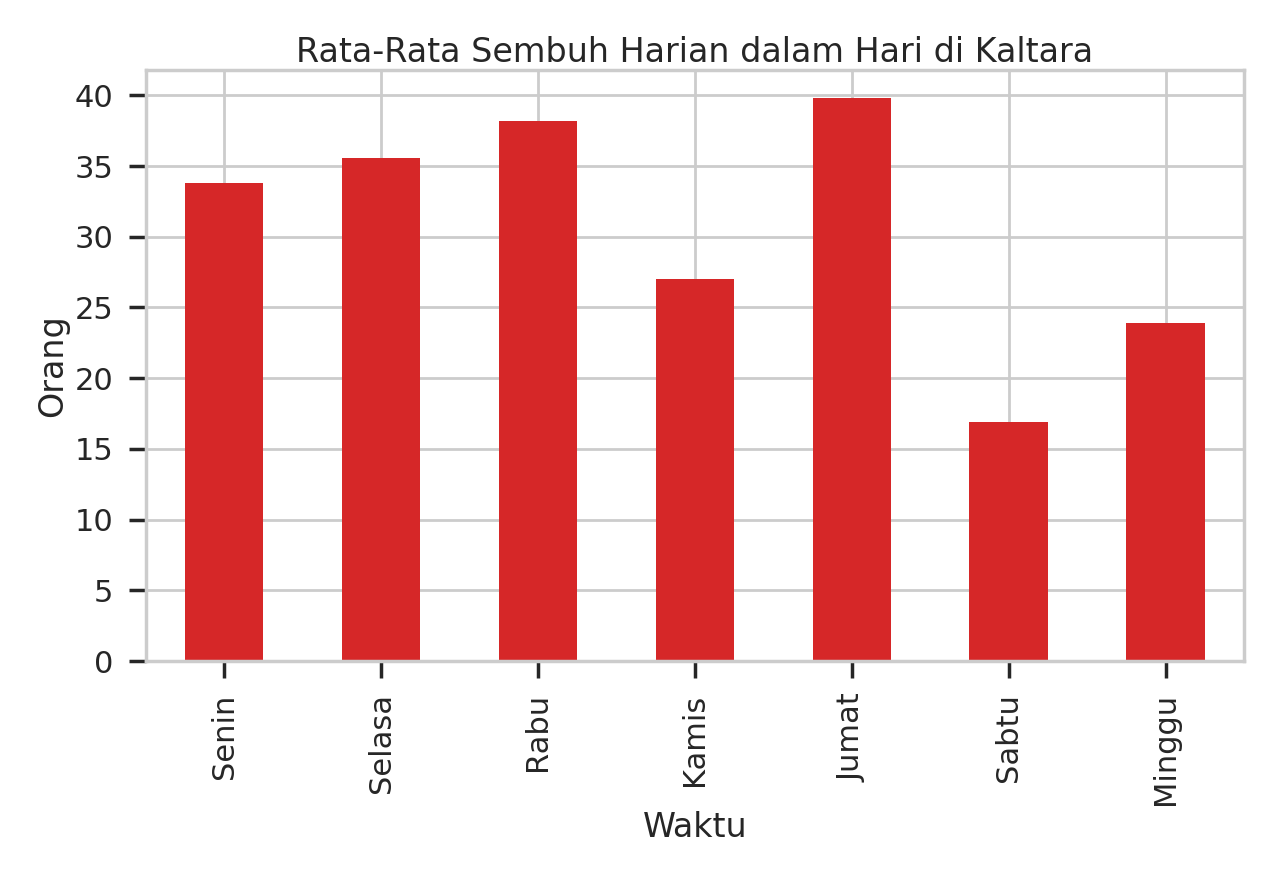 Rata-Rata Sembuh Harian dalam Hari di Kaltara
40
35
30
25
20
15
10
5
0
Orang
Senin
Selasa
Rabu
Kamis
Jumat
Sabtu
Minggu
Waktu